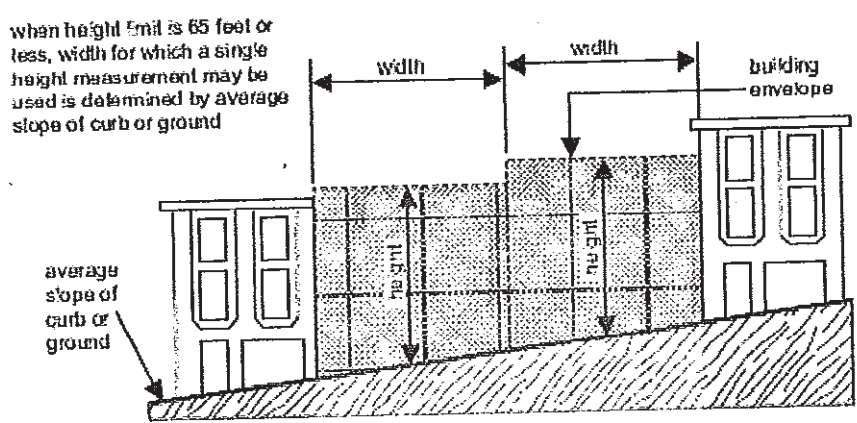 when height limit is 65 feet or
less, width for which a single
height measurement may be
used is determined by average
slope of curb or ground
width
width
building
envelope
height
height
average
slope of
curb or
ground